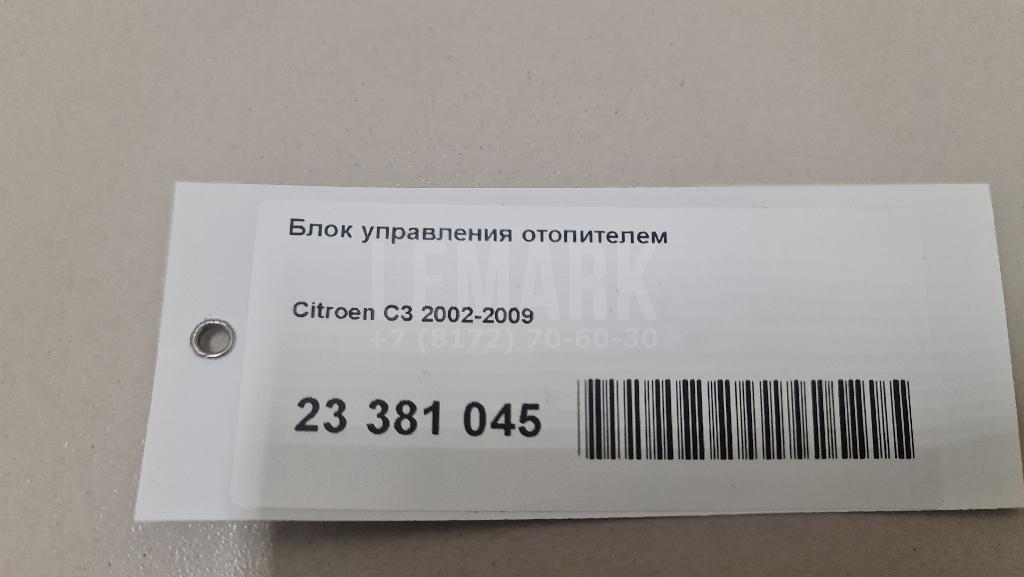 Блок управления отопителем
LEMARK
Citroen C3 2002-2009
+7 (8172) 70-60-30
23 381 045